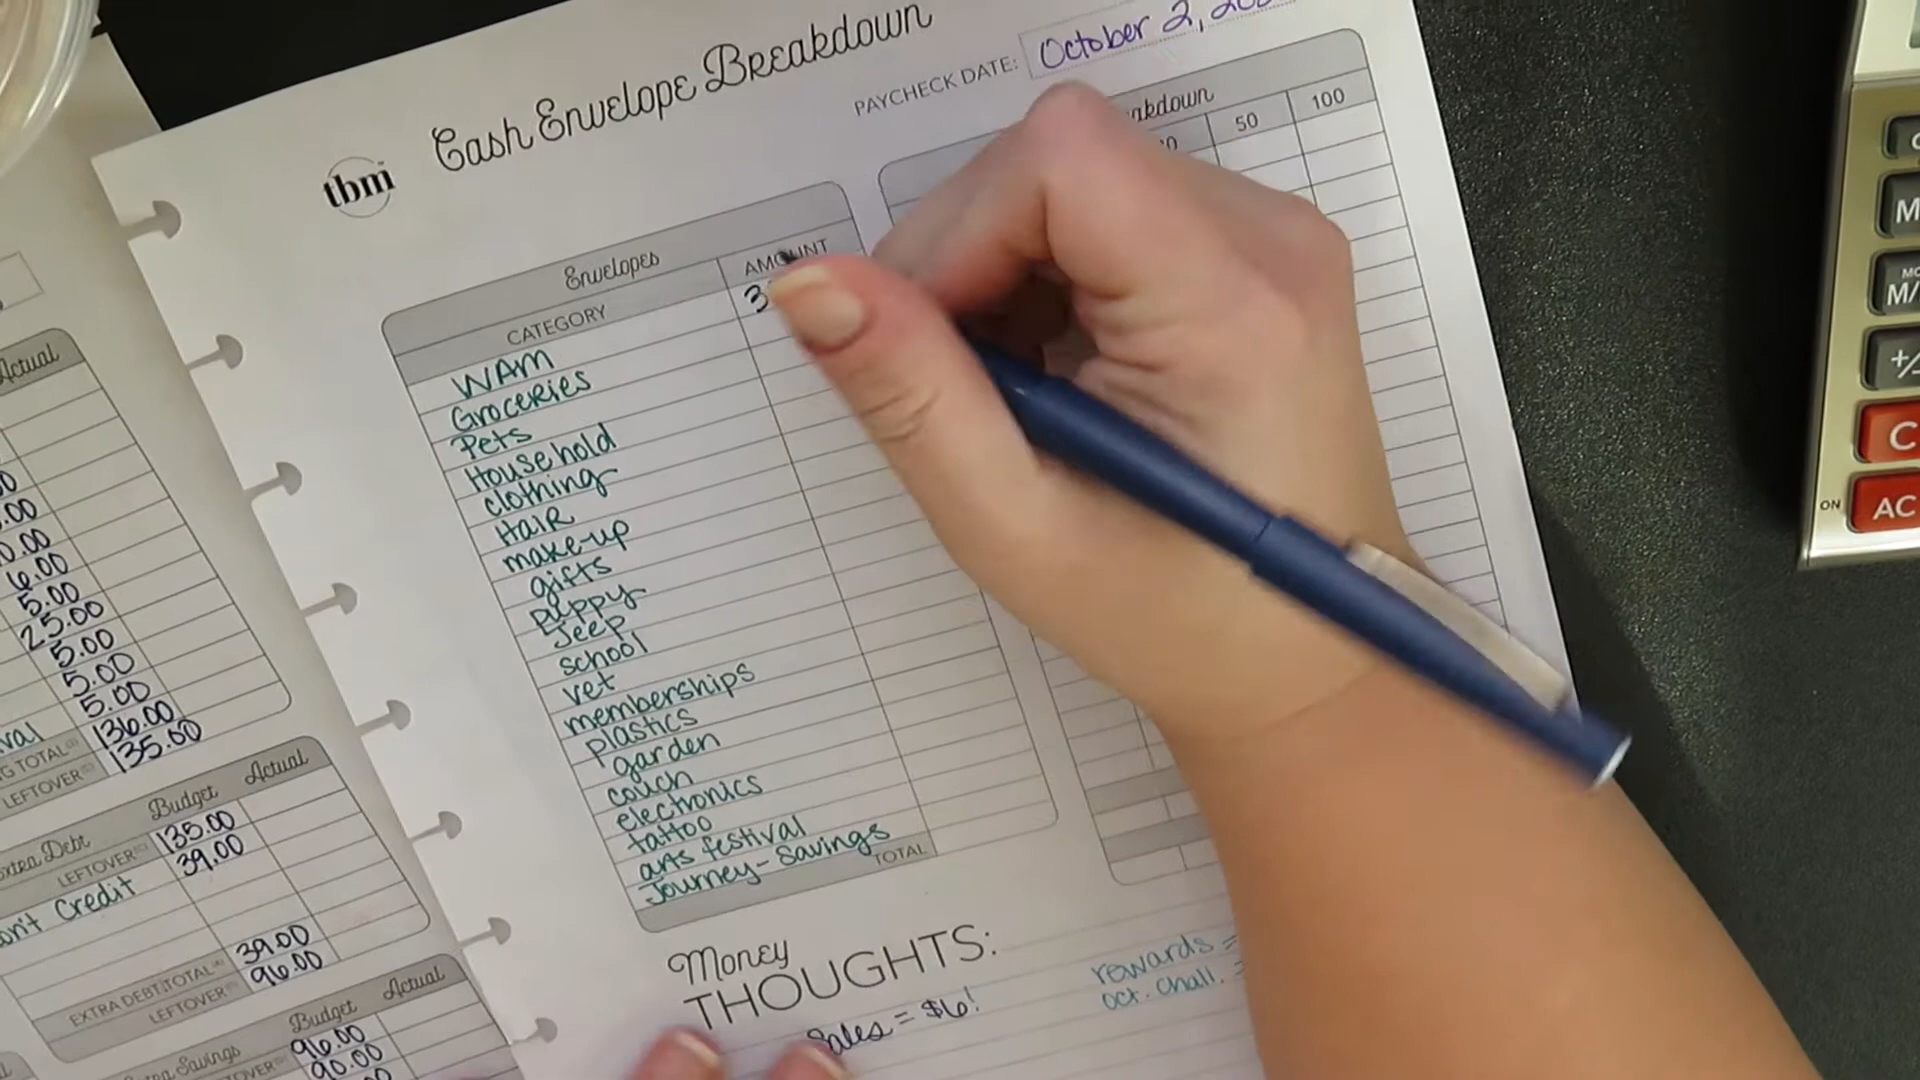 Cash Envelope Breakdown
tbm
PAYCHECK DATE: October 2,
Envelopes
CATEGORY AMOUNT
WAM
Groceries
Pets
Household
clothing
Hair
make-up
gifts
puppy
Jeep
school
vet
memberships
plastics
garden
couch
electronics
tattoo
arts festival
Journey-Savings
TOTAL
50 100
Money
THOUGHTS:
Sales = $6!
rewards =
oct. chall.
Actual
5.00
25.00
5.00
5.00
5.00
TOTAL 136.00
LEFTOVER 135.00
Debt Budget Actual
LEFTOVER 135.00
Credit 39.00
EXTRA DEBT TOTAL 39.00
LEFTOVER 96.00
Savings Budget Actual
96.00
90.00
C
M
+/
C
ON AC